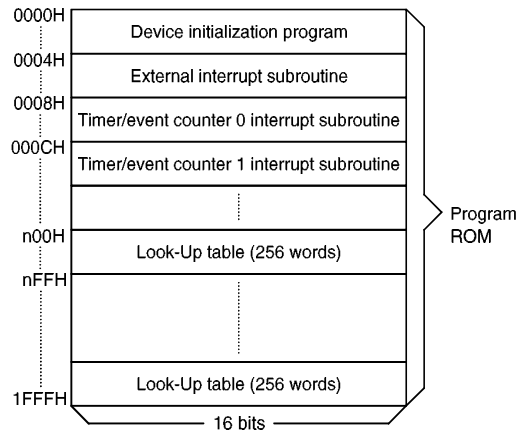 0000H
Device initialization program
0004H
External interrupt subroutine
0008H
Timer/event counter 0 interrupt subroutine
000CH
Timer/event counter 1 interrupt subroutine
n00H
Look-Up table (256 words)
nFFH
Program
ROM
Look-Up table (256 words)
1FFFH
16 bits